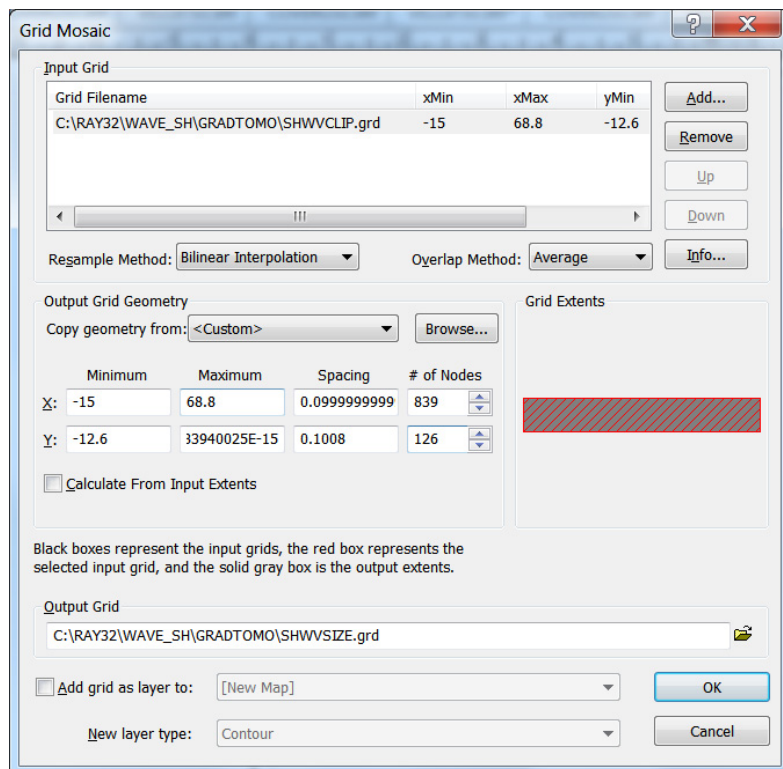 Grid Mosaic
Input Grid
Grid Filename xMin xMax yMin
C:\RAY32\WAVE_SH\GRADTOMO\SHWVCLIP.grd -15 68.8 -12.6
Add...
Remove
Up
Down
Resample Method: Bilinear Interpolation Overlap Method: Average Info...
Output Grid Geometry
Copy geometry from: <Custom> Browse...
Minimum Maximum Spacing # of Nodes
X: -15 68.8 0.0999999999 839
Y: -12.6 33940025E-15 0.1008 126
Calculate From Input Extents
Grid Extents
Black boxes represent the input grids, the red box represents the
selected input grid, and the solid gray box is the output extents.
Output Grid
C:\RAY32\WAVE_SH\GRADTOMO\SHWVSIZE.grd
Add grid as layer to: [New Map] OK
New layer type: Contour Cancel